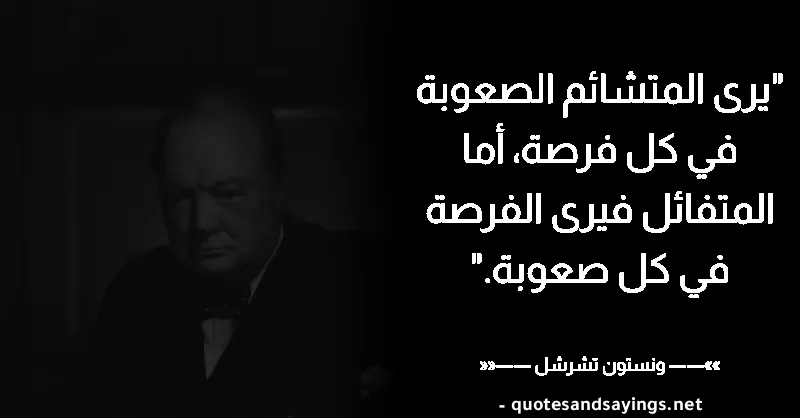 "يرى المتشائم الصعوبة
في كل فرصة، أما
المتفائل فيرى الفرصة
في كل صعوبة."
»—— ونستون تشرشل ——«
- quotesandsayings.net